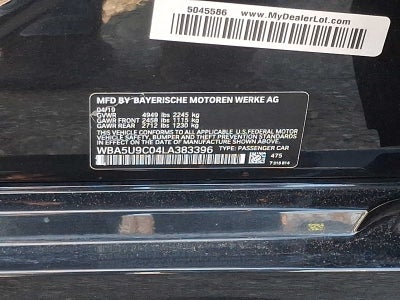 5045586
www.MyDealerLot.com
MFD BY BAYERISCHE MOTOREN WERKE AG
04/19
GVWR 4949 lbs 2245 kg
GAWR FRONT 2458 lbs 1115 kg
GAWR REAR 2712 lbs 1230 kg
THIS VEHICLE CONFORMS TO ALL APPLICABLE U.S.FEDERAL MOTOR
VEHICLE SAFETY, BUMPER AND THEFT PREVENTION STANDARDS
IN EFFECT ON THE DATE OF MANUFACTURE SHOWN ABOVE.
WBA5U9C04LA383396 TYPE: PASSENGER CAR
475
7 318 814